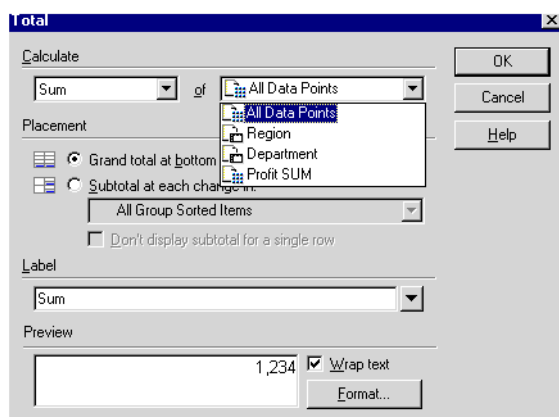 Total
Calculate
OK
Sum of All Data Points
Cancel
All Data Points
Placement
Region
Help
Department
Grand total at bottom
Profit SUM
Subtotal at each change in:
All Group Sorted Items
Don't display subtotal for a single row
Label
Sum
Preview
1,234 Wrap text
Format...